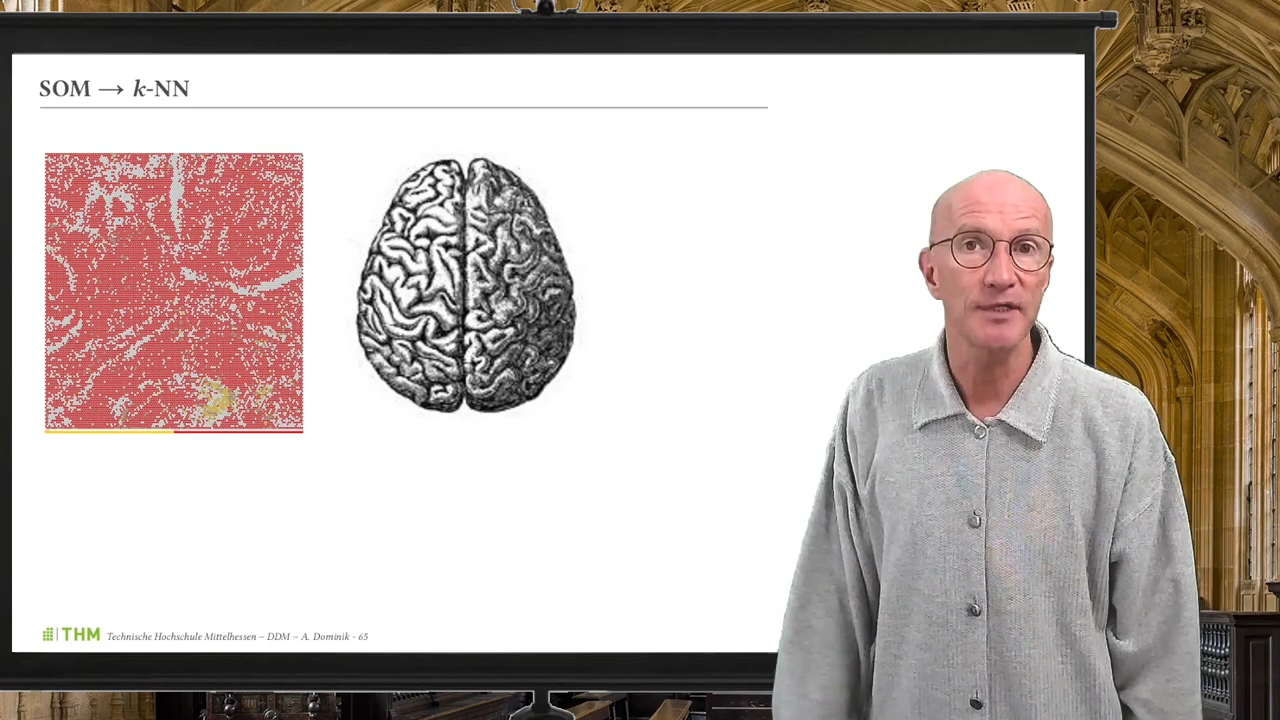 SOM → k-NN
THM Technische Hochschule Mittelhessen – DDM – A. Dominik - 65